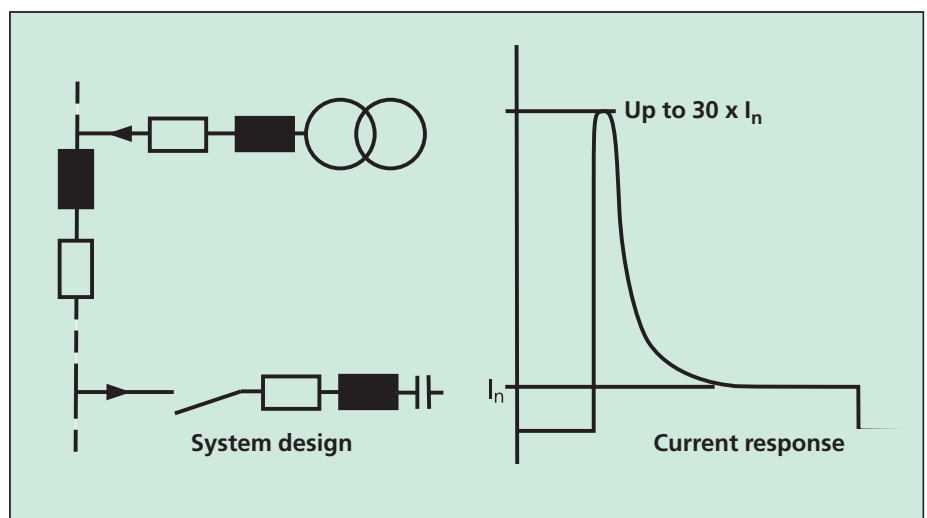 Up to 30 x Iₙ
Iₙ
System design
Current response